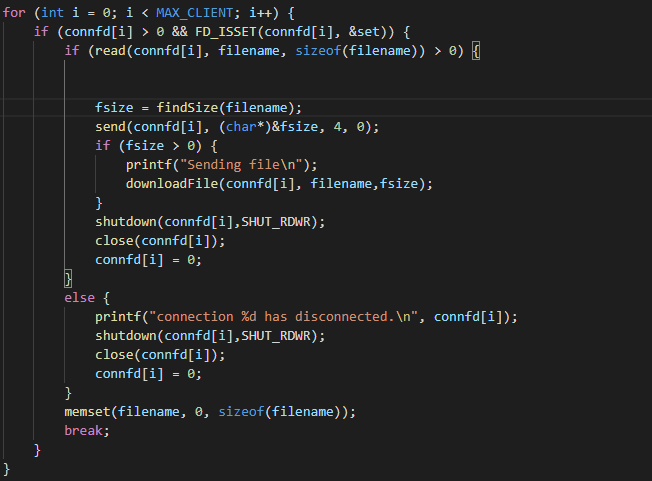 for (int i = 0; i < MAX_CLIENT; i++) {
if (connfd[i] > 0 && FD_ISSET(connfd[i], &set)) {
if (read(connfd[i], filename, sizeof(filename)) > 0) {
fsize = findSize(filename);
send(connfd[i], (char*)&fsize, 4, 0);
if (fsize > 0) {
printf("Sending file\n");
downloadFile(connfd[i], filename,fsize);
}
shutdown(connfd[i],SHUT_RDWR);
close(connfd[i]);
connfd[i] = 0;
}
else {
printf("connection %d has disconnected.\n", connfd[i]);
shutdown(connfd[i],SHUT_RDWR);
close(connfd[i]);
connfd[i] = 0;
}
memset(filename, 0, sizeof(filename));
break;
}
}